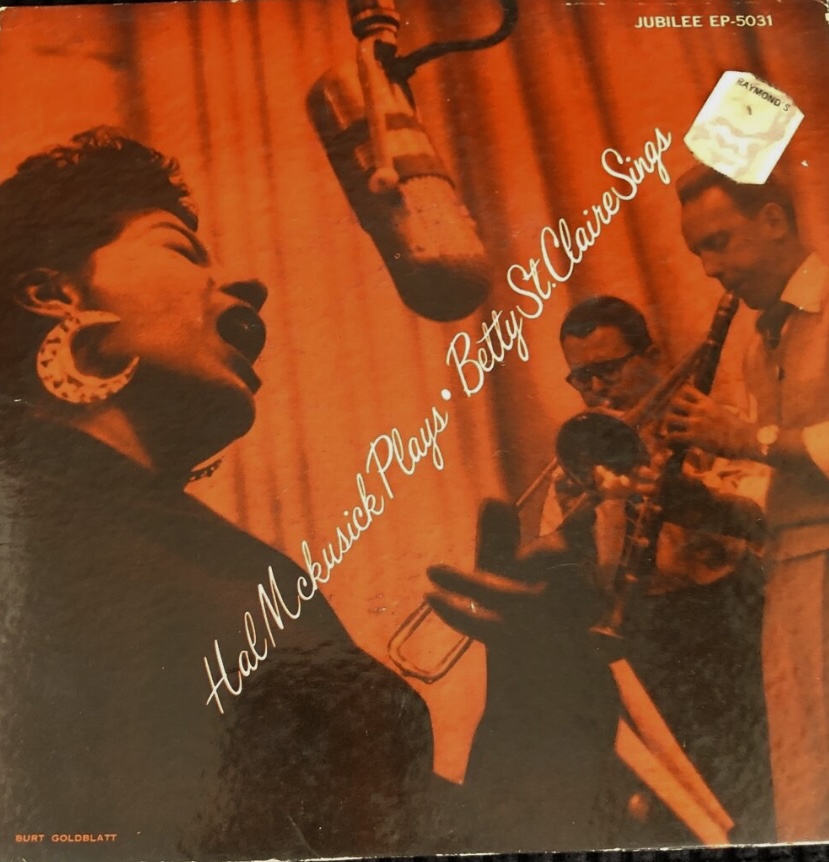 JUBILEE EP-5031
RAYMOND'S
Hal Mckusick Plays • Betty St. Claire Sings
BURT GOLDBLATT